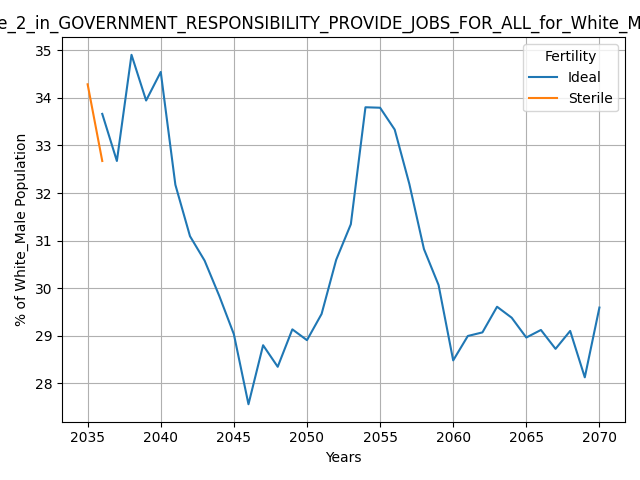 e_2_in_GOVERNMENT_RESPONSIBILITY_PROVIDE_JOBS_FOR_ALL_for_White_M
Fertility
Ideal
Sterile
% of White_Male Population
35
34
33
32
31
30
29
28
2035 2040 2045 2050 2055 2060 2065 2070
Years